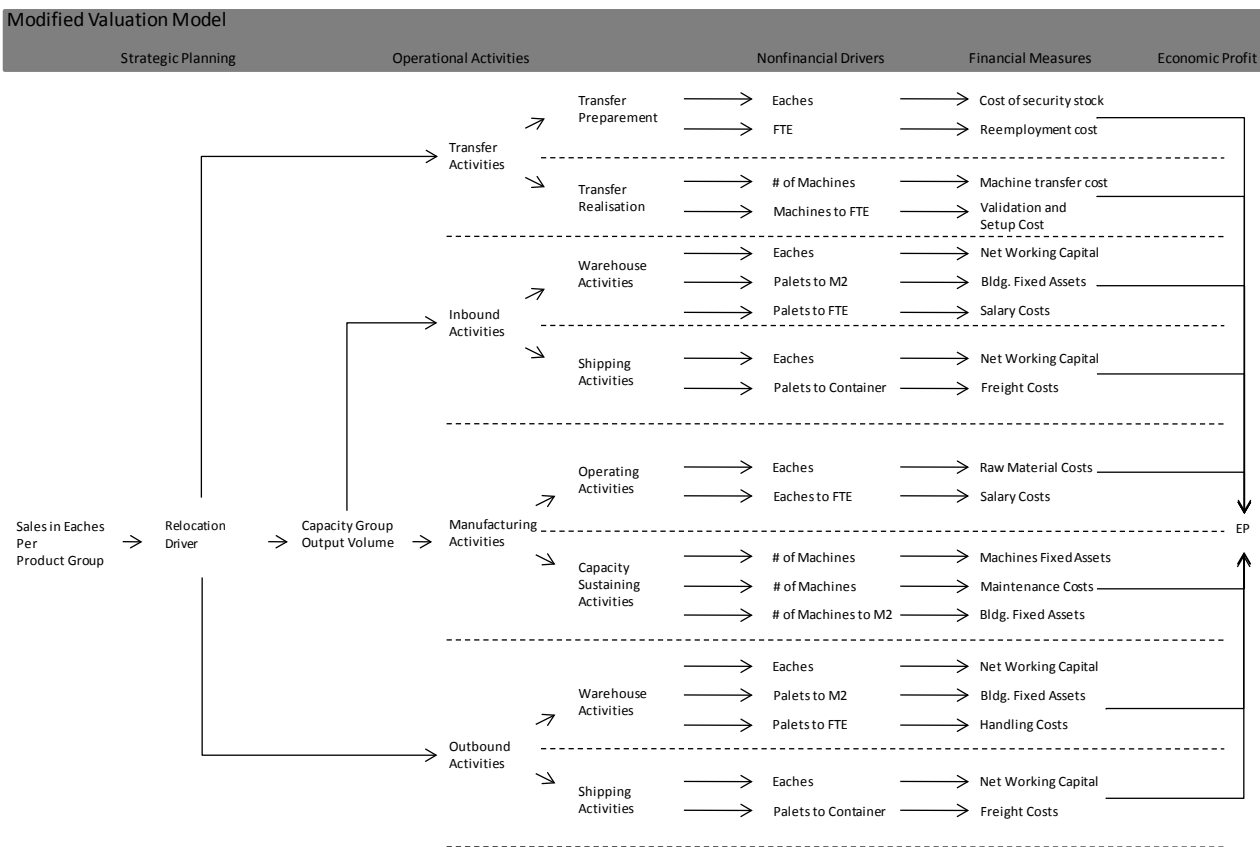 Modified Valuation Model
Strategic Planning
Operational Activities
Nonfinancial Drivers
Financial Measures
Economic Profit
Sales in Eaches
Per
Product Group
Relocation
Driver
Capacity Group
Output Volume
Transfer
Activities
Transfer
Preparement
Eaches
Cost of security stock
FTE
Reemployment cost
Transfer
Realisation
# of Machines
Machine transfer cost
Machines to FTE
Validation and
Setup Cost
Inbound
Activities
Warehouse
Activities
Eaches
Net Working Capital
Palets to M2
Bldg. Fixed Assets
Palets to FTE
Salary Costs
Shipping
Activities
Eaches
Net Working Capital
Palets to Container
Freight Costs
Manufacturing
Activities
Operating
Activities
Eaches
Raw Material Costs
Eaches to FTE
Salary Costs
Capacity
Sustaining
Activities
# of Machines
Machines Fixed Assets
# of Machines
Maintenance Costs
# of Machines to M2
Bldg. Fixed Assets
Outbound
Activities
Warehouse
Activities
Eaches
Net Working Capital
Palets to M2
Bldg. Fixed Assets
Palets to FTE
Handling Costs
Shipping
Activities
Eaches
Net Working Capital
Palets to Container
Freight Costs
EP